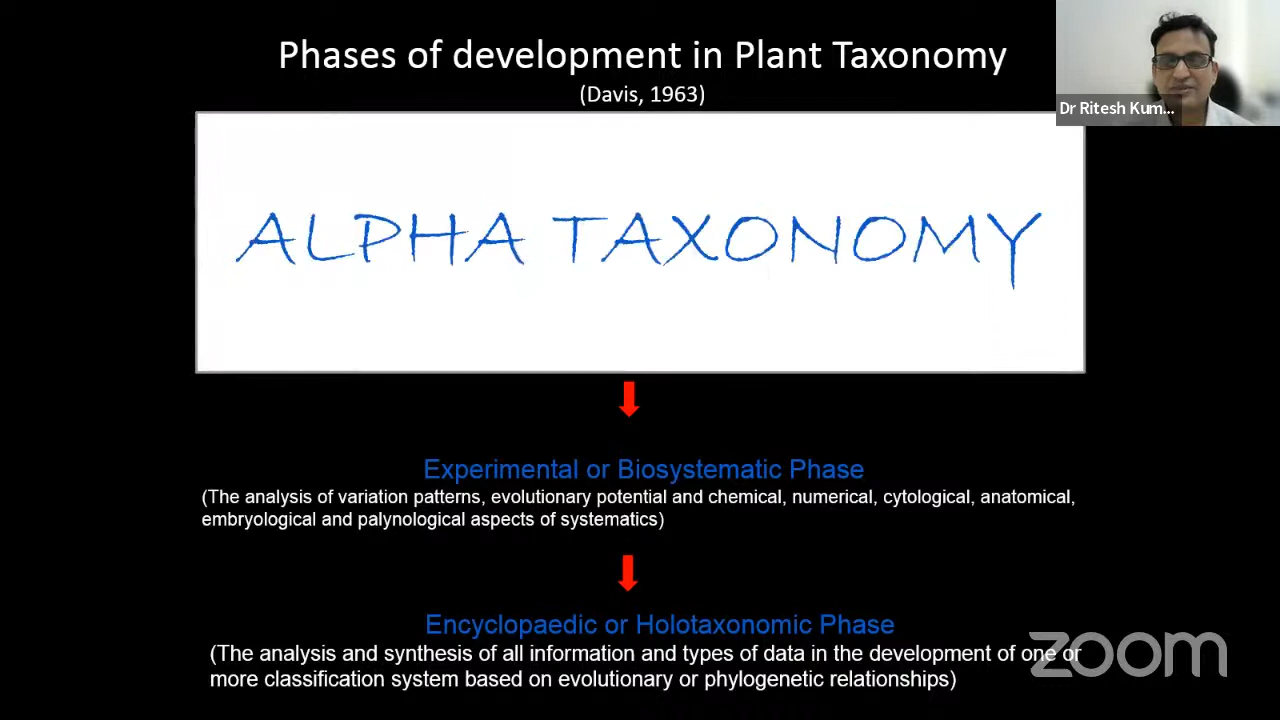 Phases of development in Plant Taxonomy
(Davis, 1963)
Dr Ritesh Kum...
ALPHA TAXONOMY
Experimental or Biosystematic Phase
(The analysis of variation patterns, evolutionary potential and chemical, numerical, cytological, anatomical,
embryological and palynological aspects of systematics)
Encyclopaedic or Holotaxonomic Phase
(The analysis and synthesis of all information and types of data in the development of one or
more classification system based on evolutionary or phylogenetic relationships)
zoom